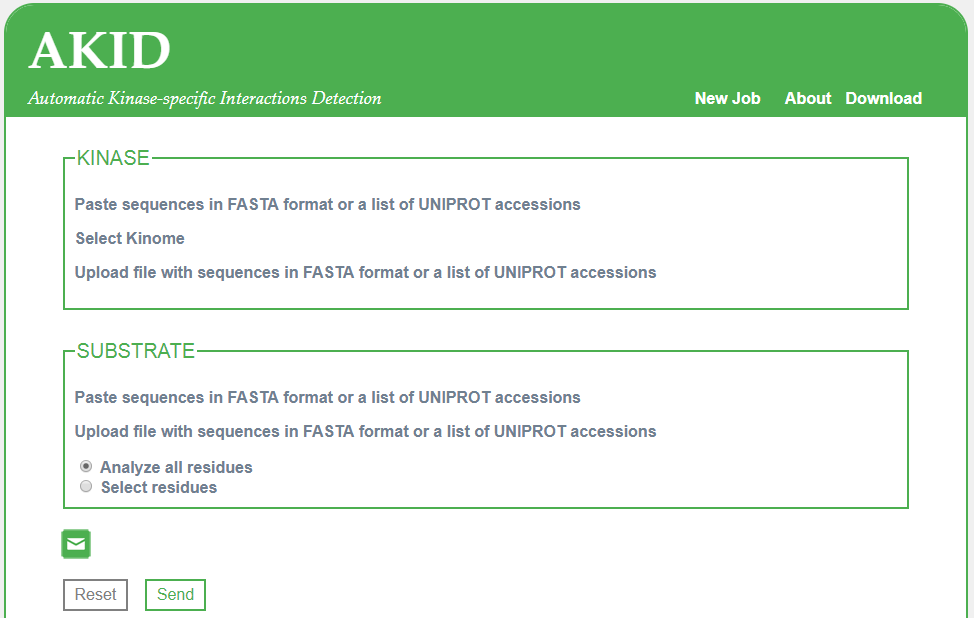 AKID
Automatic Kinase-specific Interactions Detection
New Job About Download
KINASE
Paste sequences in FASTA format or a list of UNIPROT accessions
Select Kinome
Upload file with sequences in FASTA format or a list of UNIPROT accessions
SUBSTRATE
Paste sequences in FASTA format or a list of UNIPROT accessions
Upload file with sequences in FASTA format or a list of UNIPROT accessions
Analyze all residues
Select residues
Reset Send